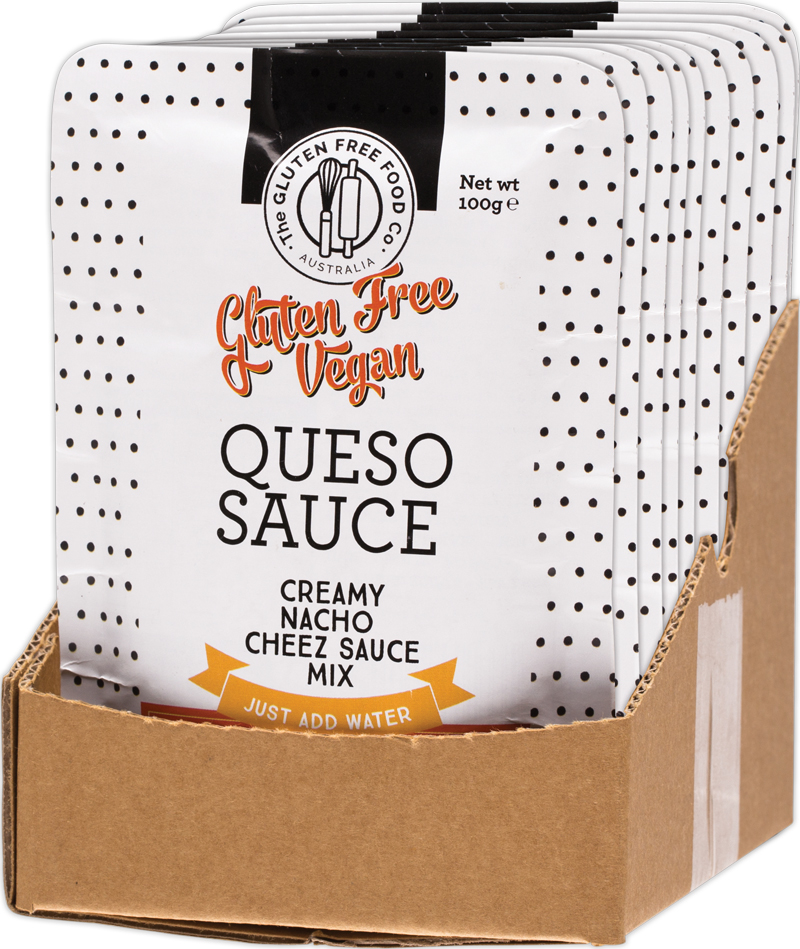 The GLUTEN FREE FOOD Co.
AUSTRALIA
Net wt
100g ℮
Gluten Free
Vegan
QUESO
SAUCE
CREAMY
NACHO
CHEEZ SAUCE
MIX
JUST ADD WATER